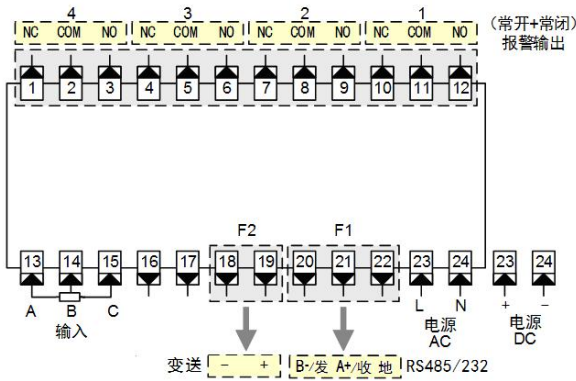 4 3 2 1
NC COM NO NC COM NO NC COM NO NC COM NO (常开+常闭)
报警输出
1 2 3 4 5 6 7 8 9 10 11 12
F2 F1
13 14 15 16 17 18 19 20 21 22 23 24 23 24
A B C L N + -
输入 电源 电源
AC DC
变送 - + B-/发 A+/收 地 RS485/232